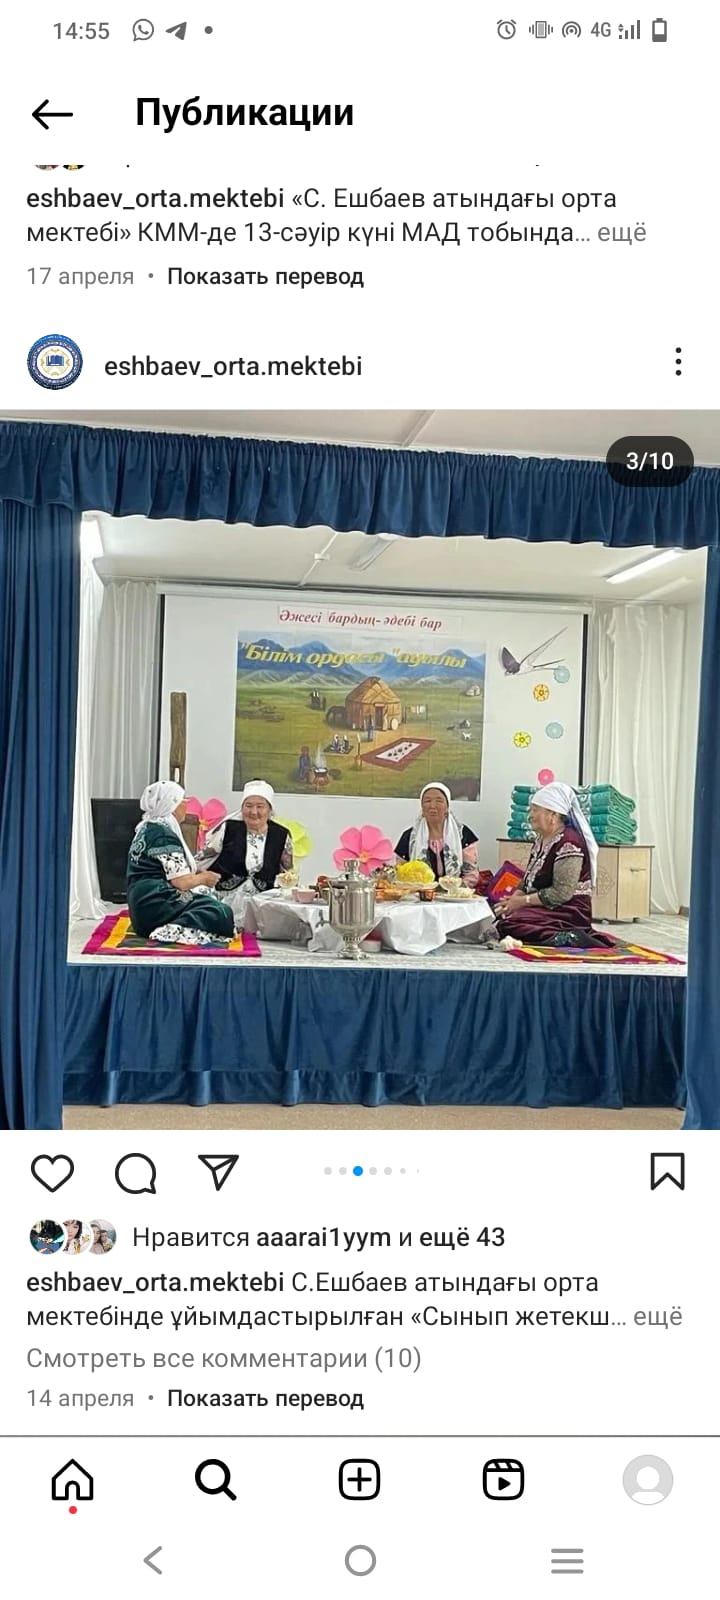 14:55
4G
Публикации
eshbaev_orta.mektebi «С. Ешбаев атындағы орта
мектебі» КММ-де 13-сәуір күні МАД тобында... ещё
17 апреля • Показать перевод
eshbaev_orta.mektebi
3/10
Әжесі бардың-әдебі бар
"Білім ордасы "ауылы
Нравится aaarai1yym и ещё 43
eshbaev_orta.mektebi С.Ешбаев атындағы орта
мектебінде ұйымдастырылған «Сынып жетекш... ещё
Смотреть все комментарии (10)
14 апреля • Показать перевод